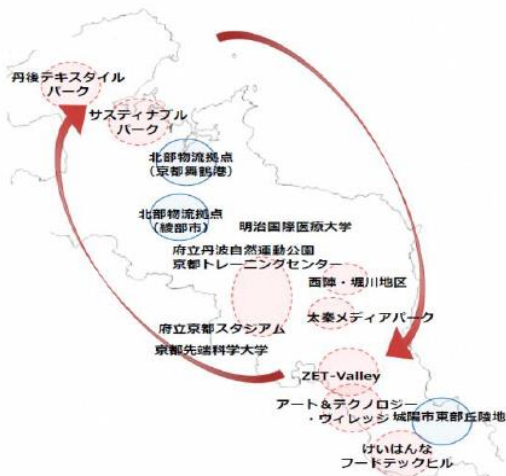 丹後テキスタイル
パーク
サスティナブル
パーク
北部物流拠点
（京都舞鶴港）
北部物流拠点
（綾部市）
明治国際医療大学
府立丹波自然運動公園
京都トレーニングセンター
西陣・堀川地区
太秦メディアパーク
府立京都スタジアム
京都先端科学大学
ZET-Valley
アート＆テクノロジー
・ヴィレッジ
城陽市東部丘陵地
けいはんな
フードテックヒル